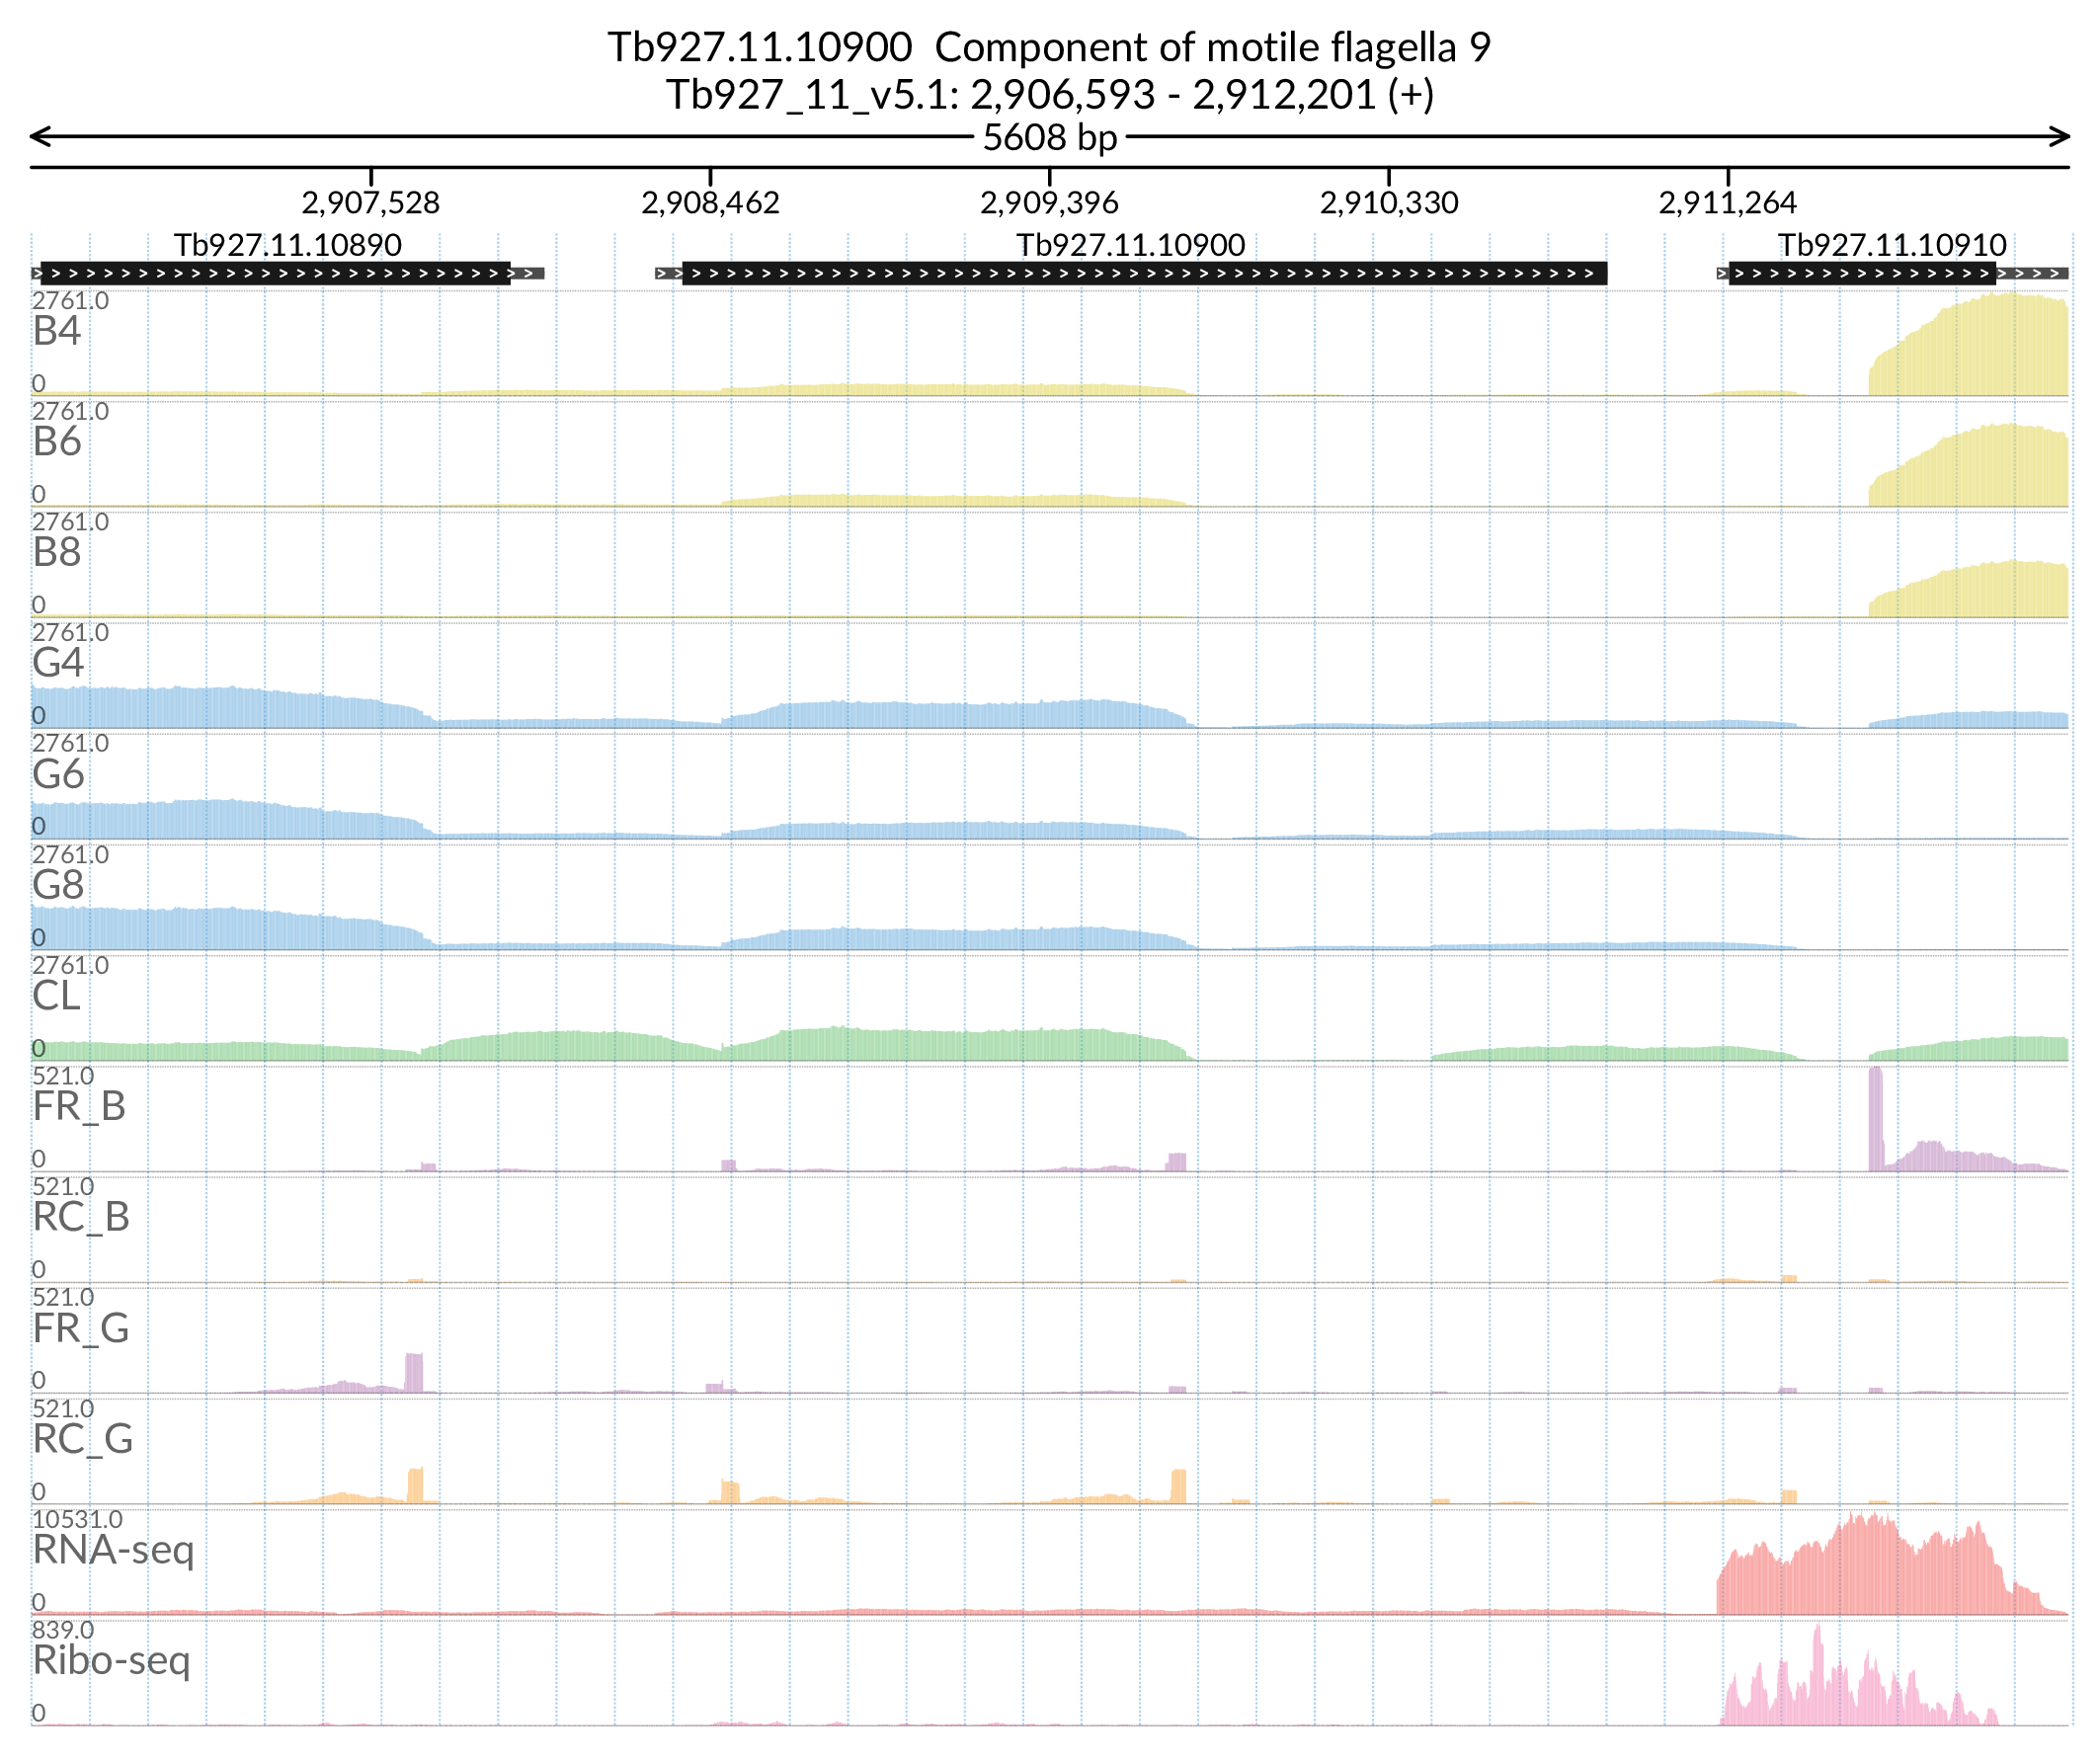 Tb927.11.10900  Component of motile flagella 9
Tb927_11_v5.1: 2,906,593 - 2,912,201 (+)
5608 bp
2,907,528 2,908,462 2,909,396 2,910,330 2,911,264
Tb927.11.10890 Tb927.11.10900 Tb927.11.10910
2761.0
B4
0
2761.0
B6
0
2761.0
B8
0
2761.0
G4
0
2761.0
G6
0
2761.0
G8
0
2761.0
CL
0
521.0
FR_B
0
521.0
RC_B
0
521.0
FR_G
0
521.0
RC_G
0
10531.0
RNA-seq
0
839.0
Ribo-seq
0